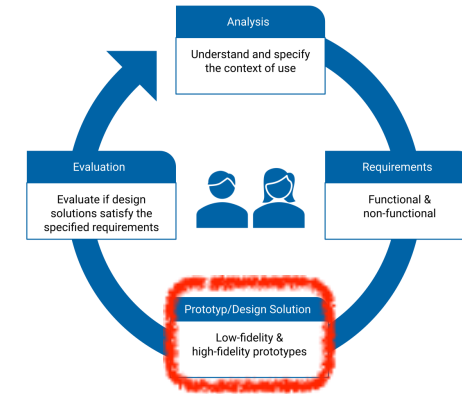 Analysis
Understand and specify
the context of use
Evaluation
Evaluate if design
solutions satisfy the
specified requirements
Requirements
Functional &
non-functional
Prototyp/Design Solution
Low-fidelity &
high-fidelity prototypes